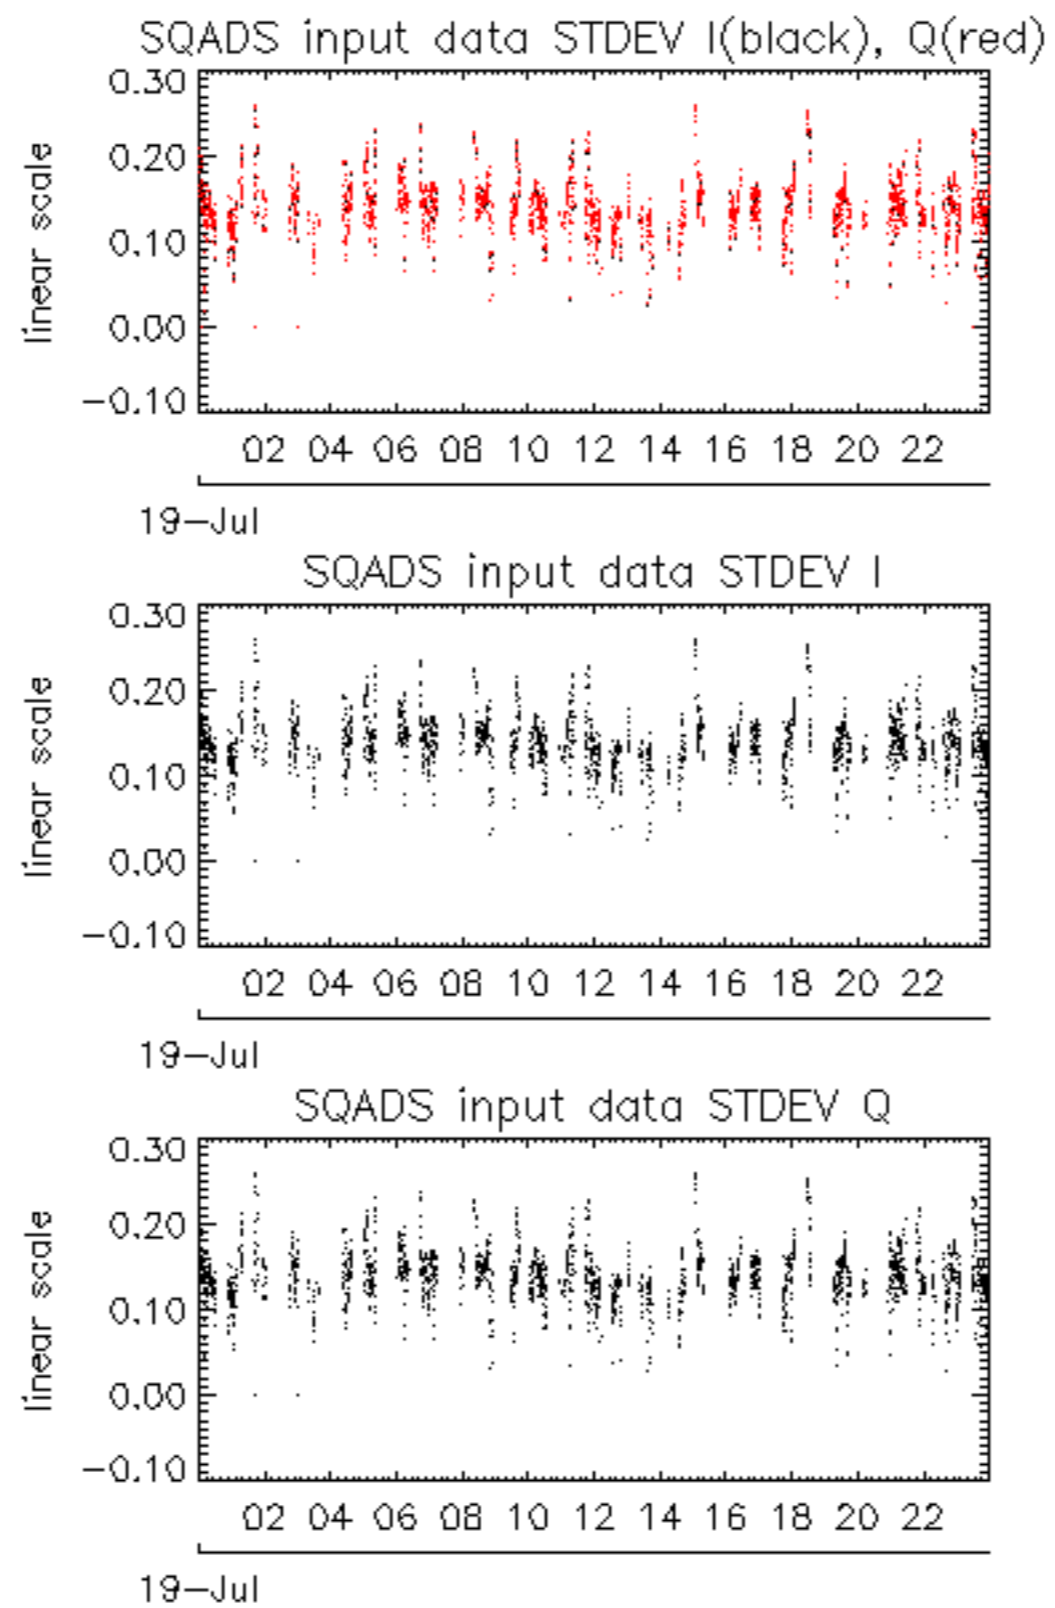 SQADS input data STDEV I(black), Q(red)
0.30
0.20
0.10
0.00
-0.10
linear scale
02 04 06 08 10 12 14 16 18 20 22
19-Jul
SQADS input data STDEV I
0.30
0.20
0.10
0.00
-0.10
linear scale
02 04 06 08 10 12 14 16 18 20 22
19-Jul
SQADS input data STDEV Q
0.30
0.20
0.10
0.00
-0.10
linear scale
02 04 06 08 10 12 14 16 18 20 22
19-Jul